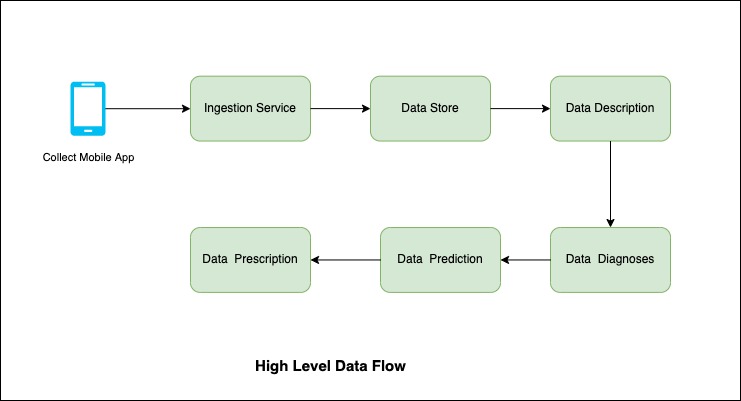 Ingestion Service
Data Store
Data Description
Collect Mobile App
Data Prescription
Data Prediction
Data Diagnoses
High Level Data Flow